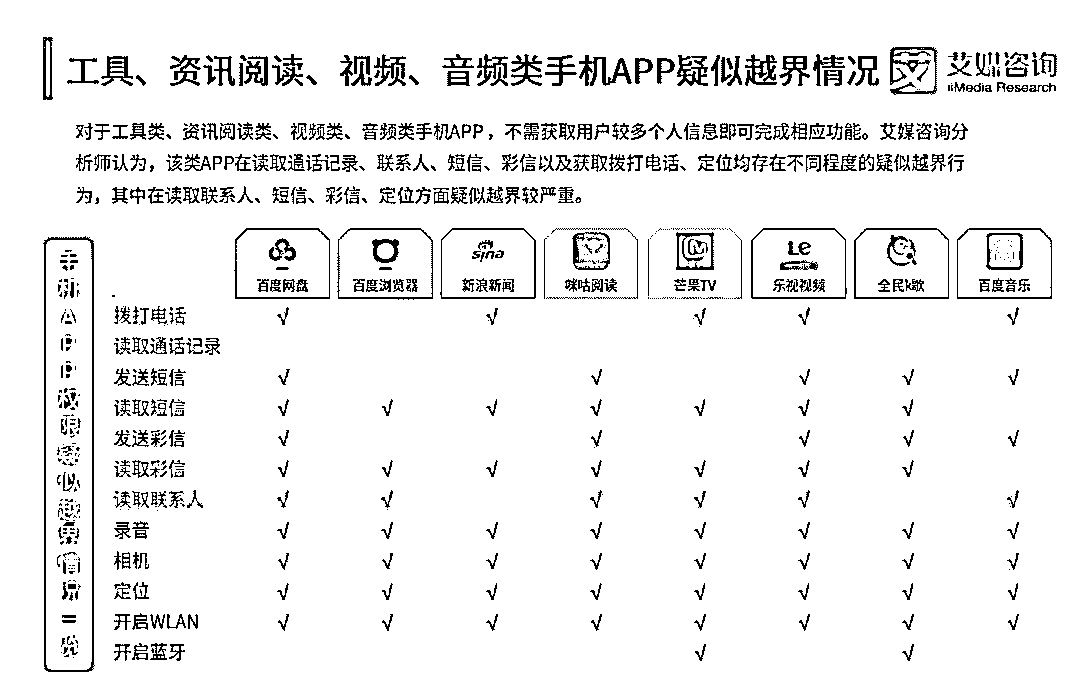 工具、资讯阅读、视频、音频类手机APP疑似越界情况
艾媒咨询
iiMedia Research
对于工具类、资讯阅读类、视频类、音频类手机APP，不需获取用户较多个人信息即可完成相应功能。艾媒咨询分
析师认为，该类APP在读取通话记录、联系人、短信、彩信以及获取拨打电话、定位均存在不同程度的疑似越界行
为，其中在读取联系人、短信、彩信、定位方面疑似越界较严重。
手机APP权限疑似越界情况一览
sina Le
百度网盘 百度浏览器 新浪新闻 咪咕阅读 芒果TV 乐视视频 全民k歌 百度音乐
拨打电话 √ √ √ √ √
读取通话记录
发送短信 √ √ √ √ √
读取短信 √ √ √ √ √ √ √
发送彩信 √ √ √ √ √
读取彩信 √ √ √ √ √ √ √
读取联系人 √ √ √ √ √ √
录音 √ √ √ √ √ √ √ √
相机 √ √ √ √ √ √ √ √
定位 √ √ √ √ √ √ √ √
开启WLAN √ √ √ √ √ √ √ √
开启蓝牙 √ √